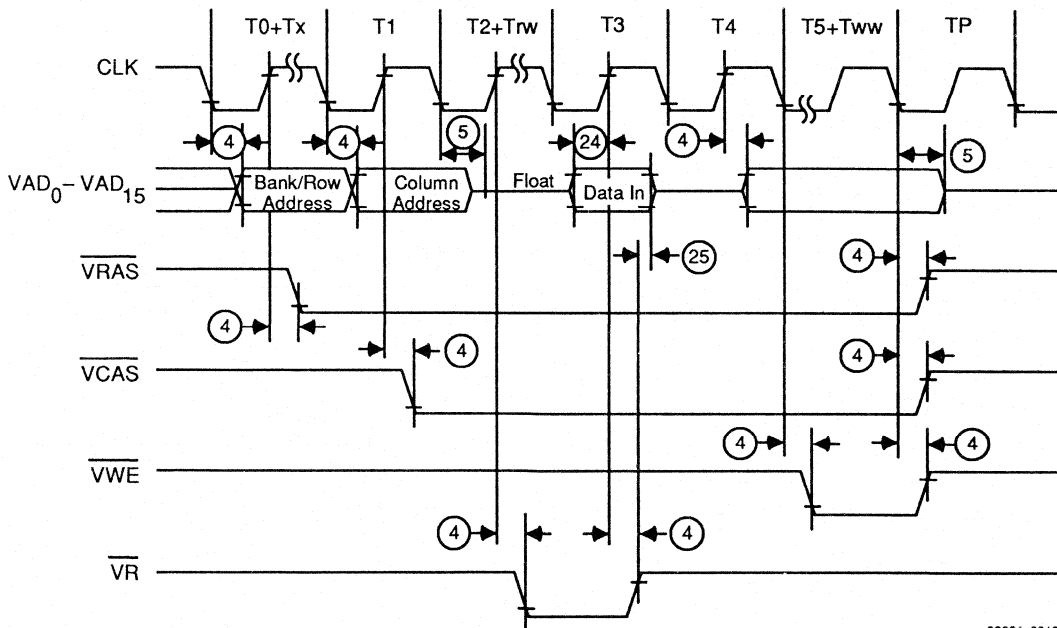 T0+Tx T1 T2+Trw T3 T4 T5+Tww TP
CLK
4 4 5 24 4 5
VAD0–VAD15
Bank/Row Address
Column Address
Float
Data In
25
4
VRAS
4
4
4
VCAS
4
4
VWE
4
4
VR